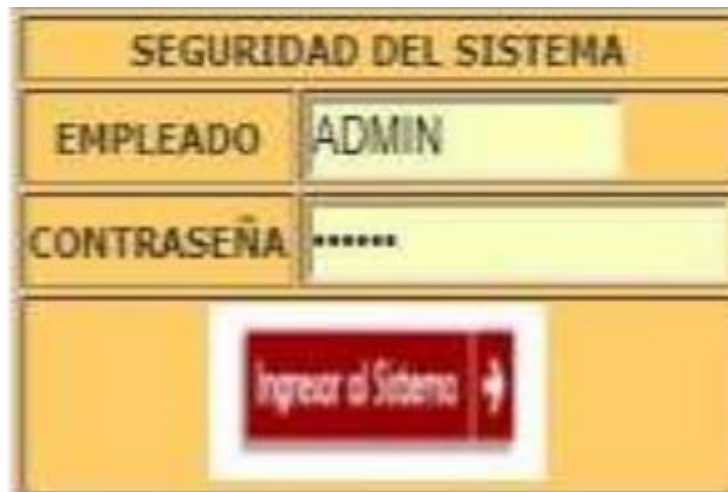 SEGURIDAD DEL SISTEMA
EMPLEADO ADMIN
CONTRASEÑA ••••••
Ingresar al Sistema